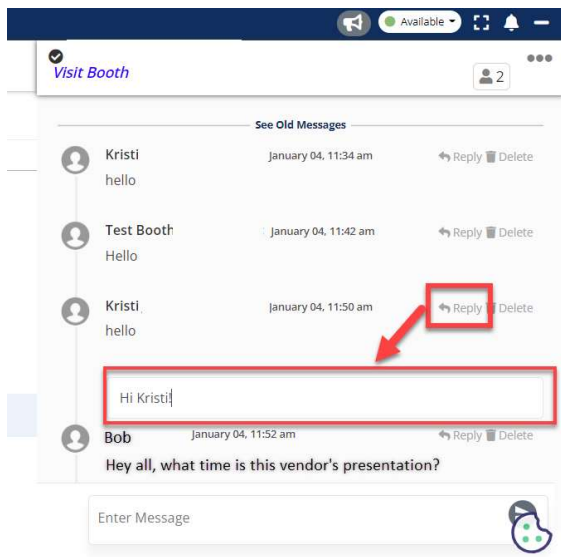 Available
Visit Booth
2
See Old Messages
Kristi January 04, 11:34 am Reply Delete
hello
Test Booth January 04, 11:42 am Reply Delete
Hello
Kristi January 04, 11:50 am Reply Delete
hello
Hi Kristi!
Bob January 04, 11:52 am Reply Delete
Hey all, what time is this vendor's presentation?
Enter Message